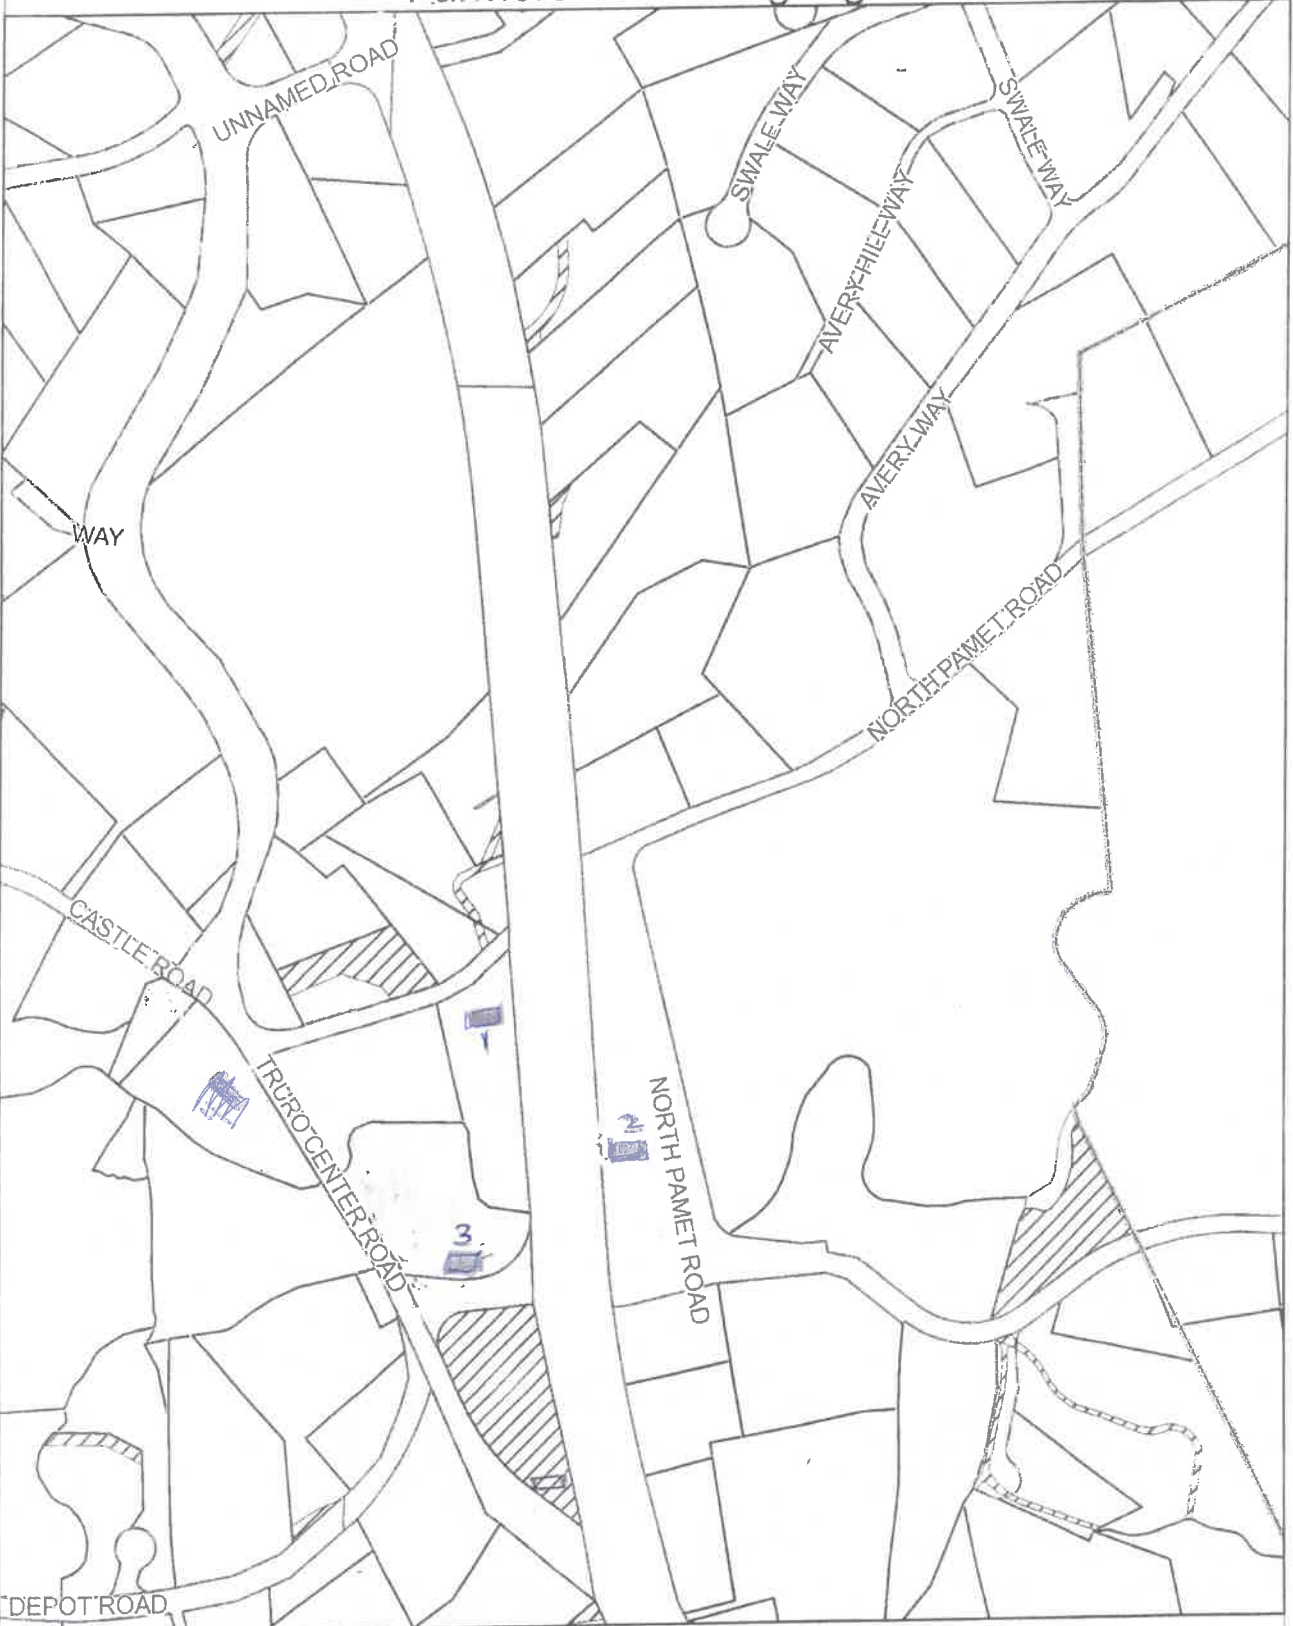 UNNAMED ROAD
SWALE WAY
SWALE WAY
AVERY HILL WAY
AVERY WAY
WAY
NORTH PAMET ROAD
CASTLE ROAD
1
TRURO CENTER ROAD
2
NORTH PAMET ROAD
3
DEPOT ROAD